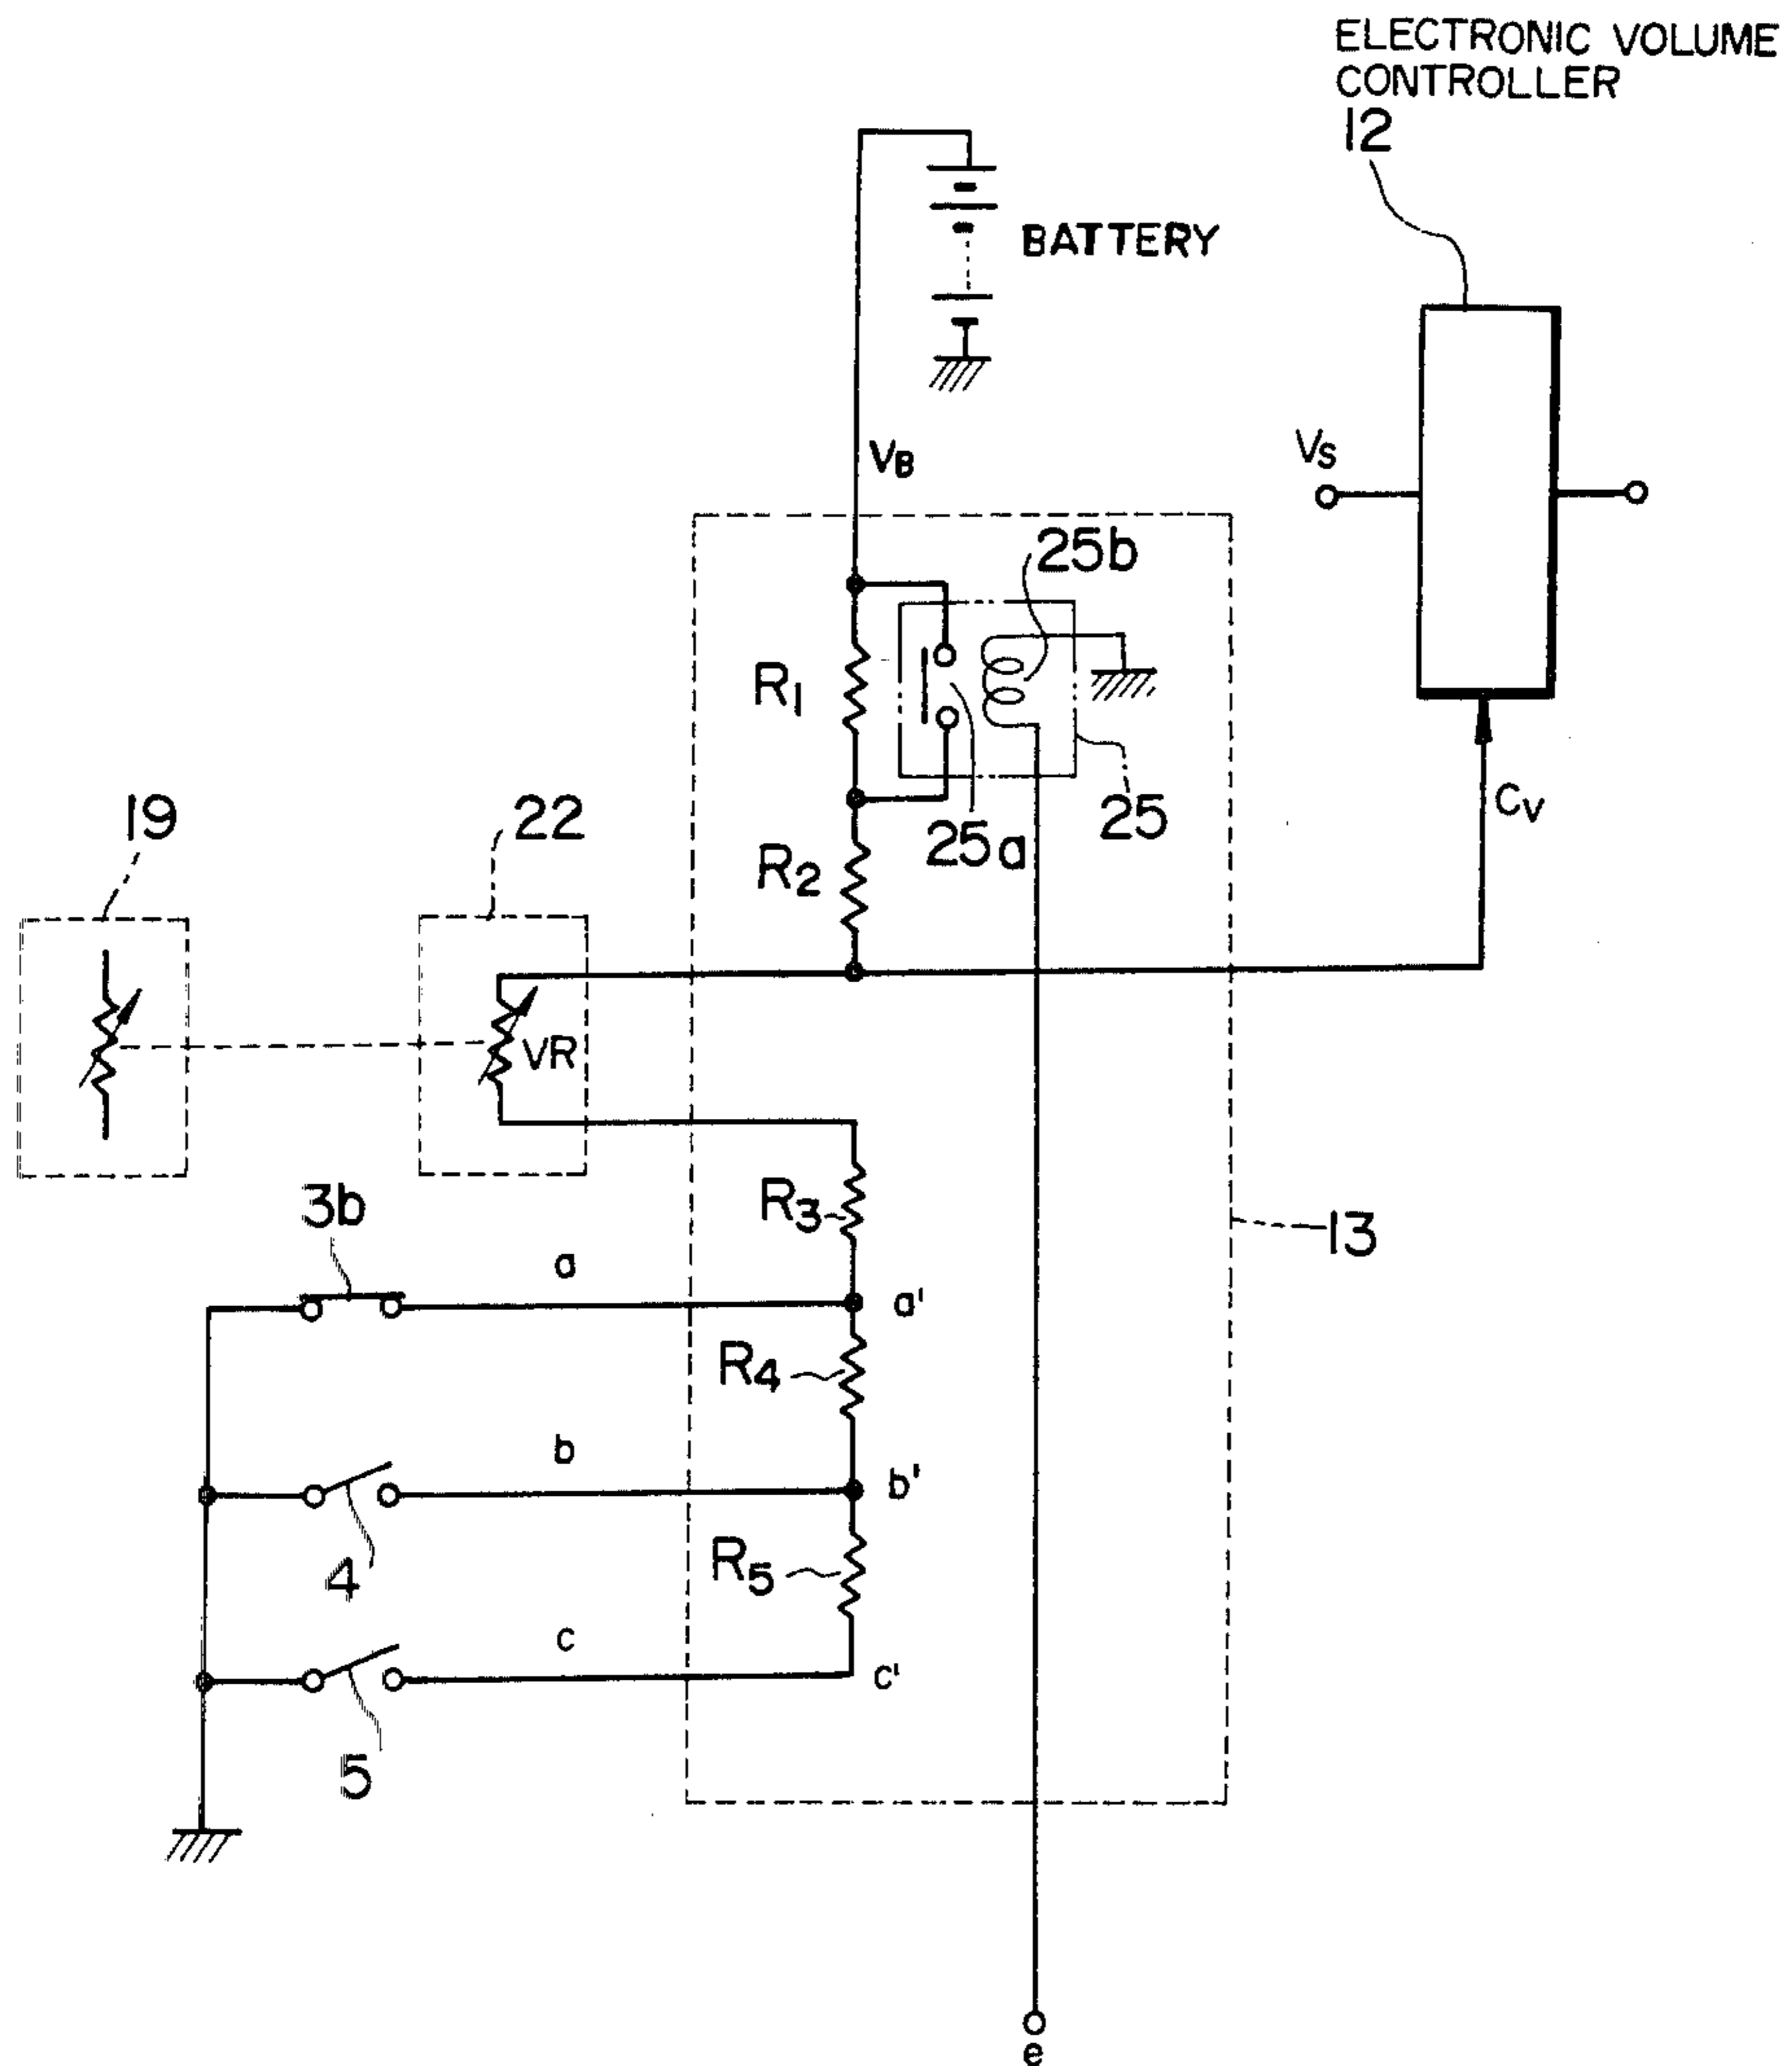 ELECTRONIC VOLUME
CONTROLLER
12
BATTERY
VB
VS
25b
R1
25
25a
CV
R2
19
22
VR
R3
13
3b
a
a'
R4
b
b'
4
R5
c
c'
5
e